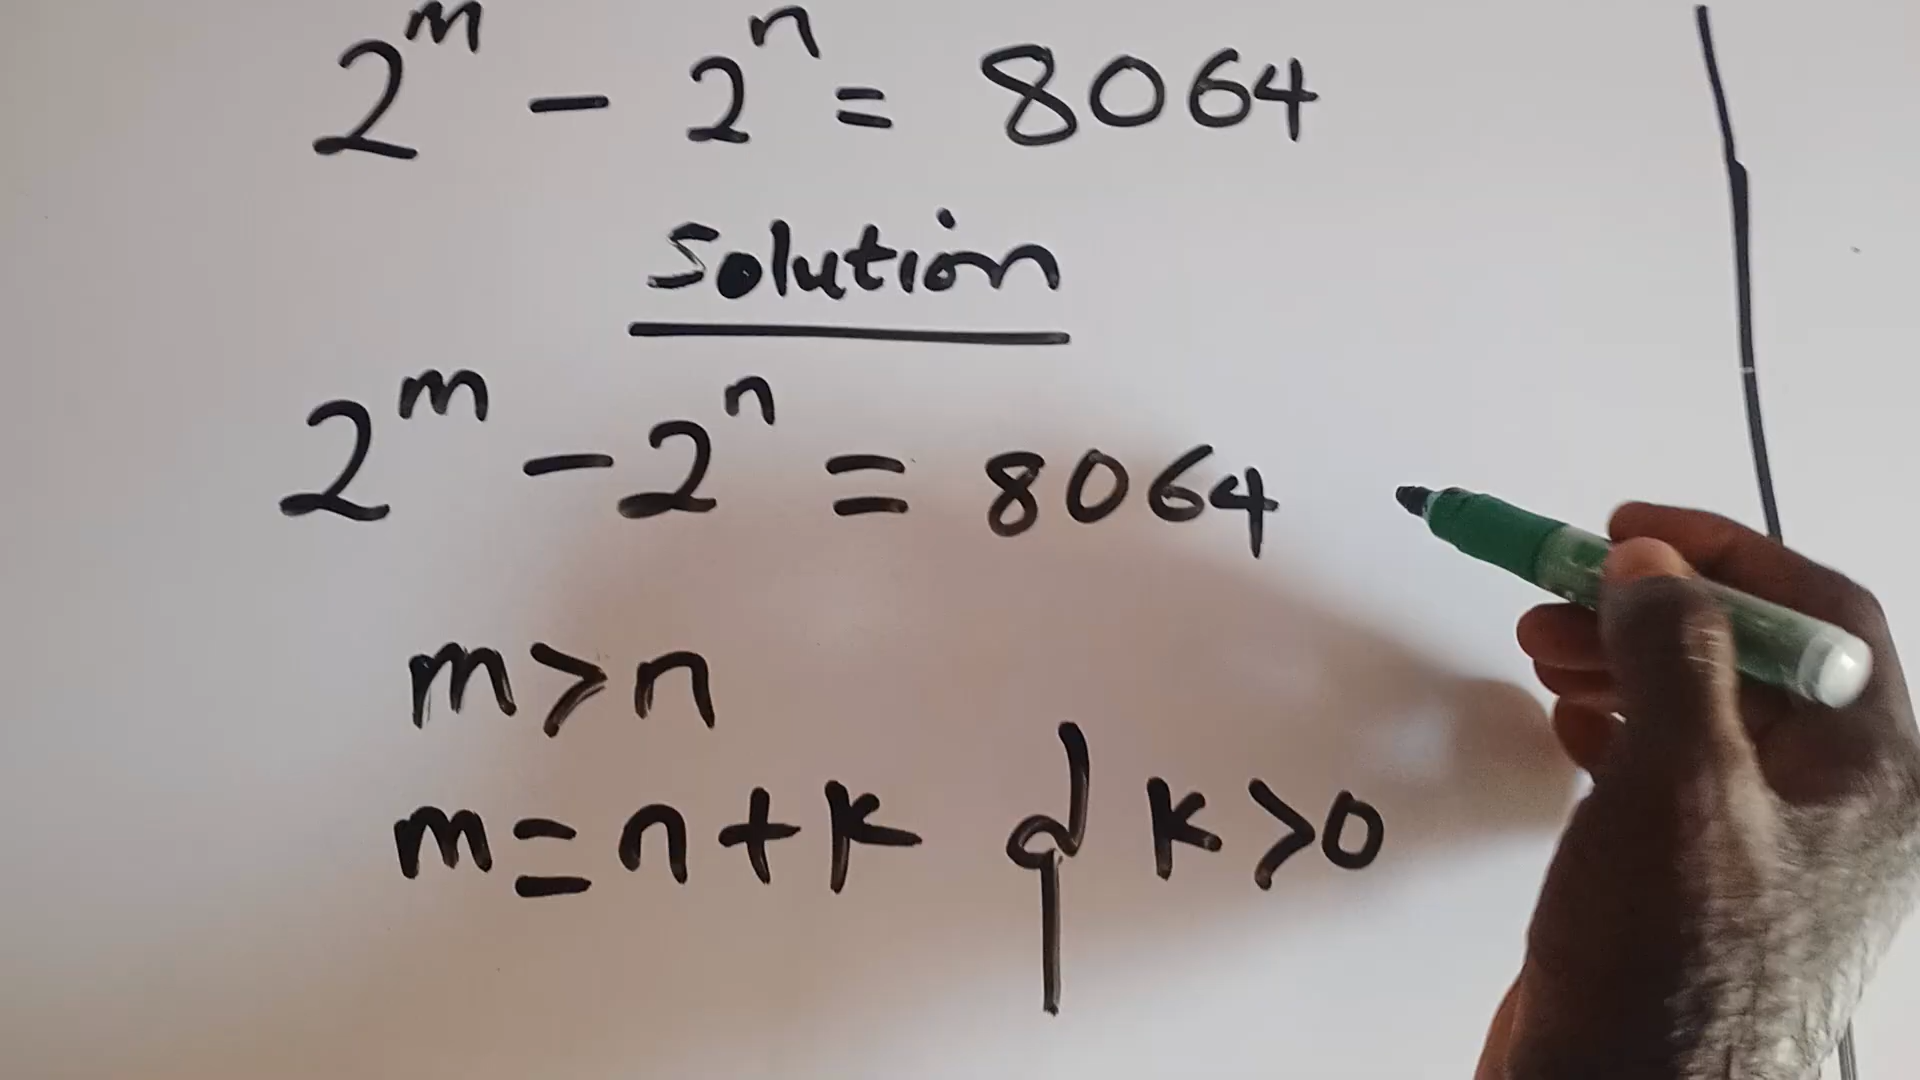 2^m - 2^n = 8064
Solution
2^m - 2^n = 8064
m > n
m = n + k & k > 0